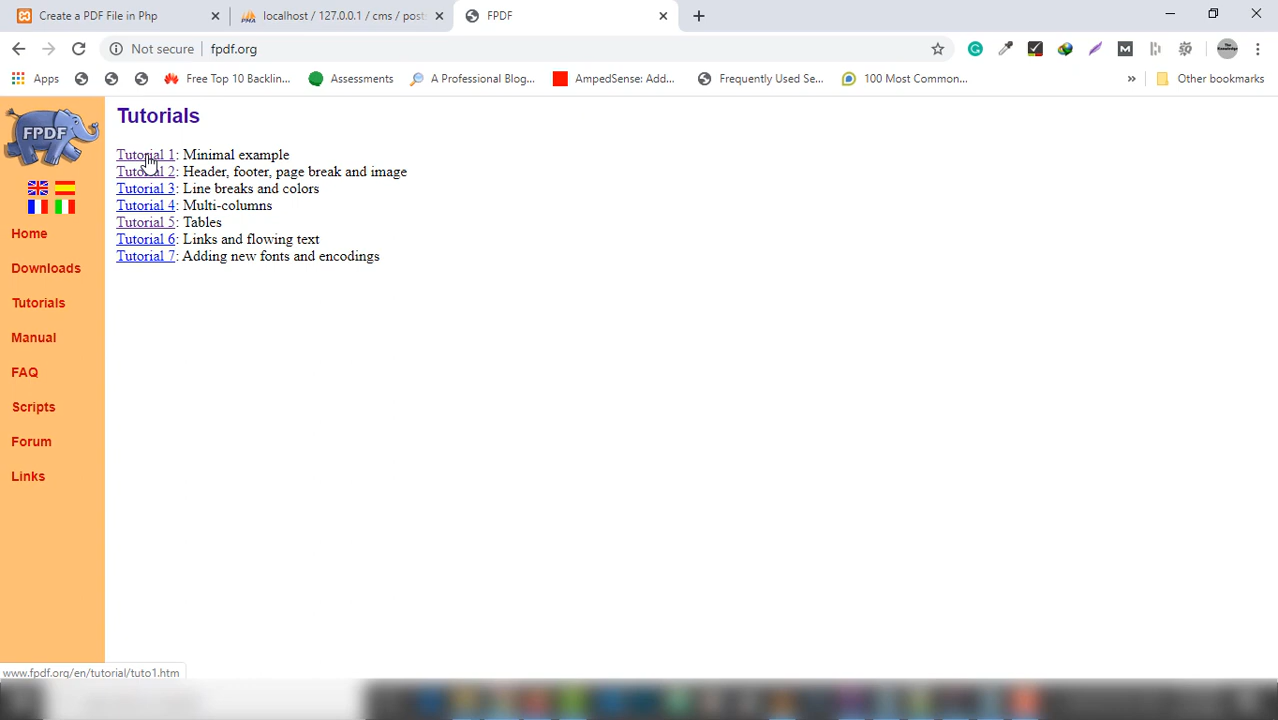 Create a PDF File in Php
localhost / 127.0.0.1 / cms / post
FPDF
Not secure
fpdf.org
Apps
Free Top 10 Backlin...
Assessments
A Professional Blog...
AmpedSense: Add...
Frequently Used Se...
100 Most Common...
»
Other bookmarks
FPDF
Home
Downloads
Tutorials
Manual
FAQ
Scripts
Forum
Links
Tutorials
Tutorial 1: Minimal example
Tutorial 2: Header, footer, page break and image
Tutorial 3: Line breaks and colors
Tutorial 4: Multi-columns
Tutorial 5: Tables
Tutorial 6: Links and flowing text
Tutorial 7: Adding new fonts and encodings
www.fpdf.org/en/tutorial/tuto1.htm